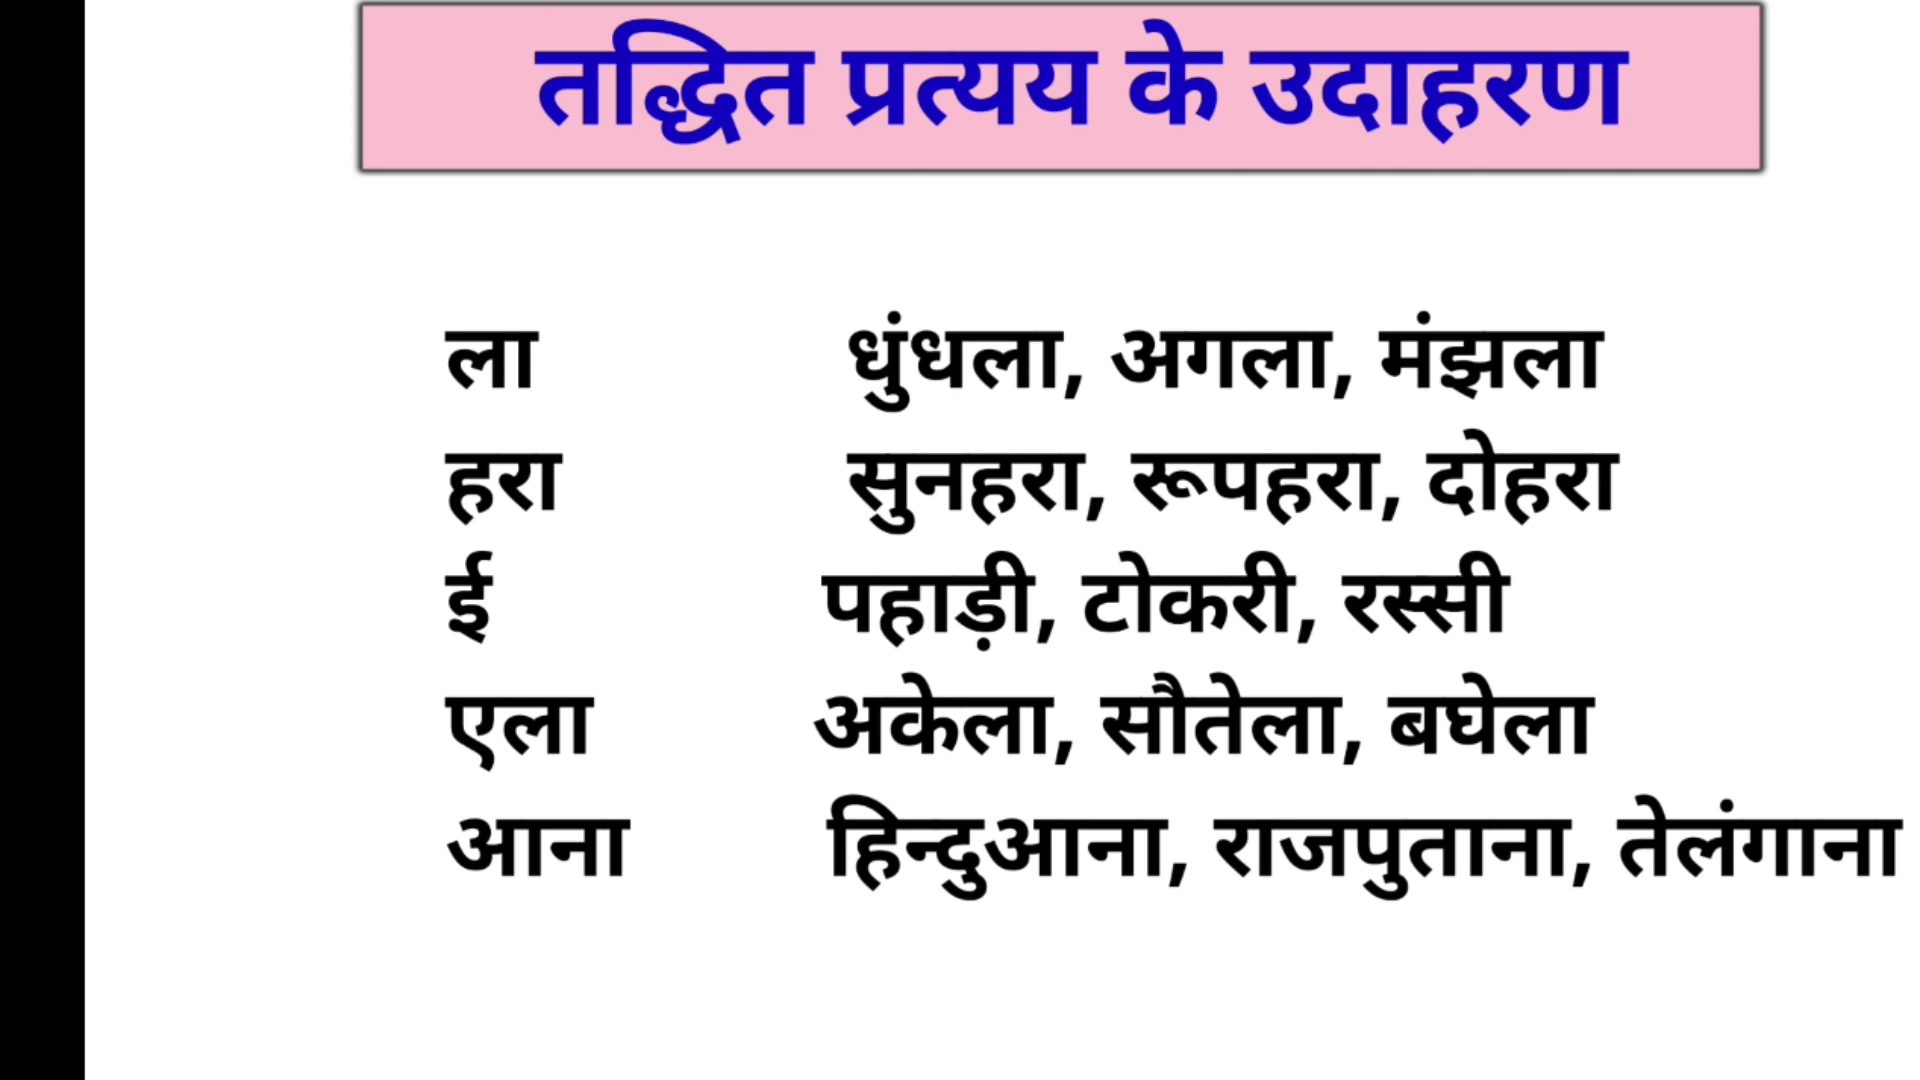 तद्धित प्रत्यय के उदाहरण
ला धुंधला, अगला, मंझला
हरा सुनहरा, रूपहरा, दोहरा
ई पहाड़ी, टोकरी, रस्सी
एला अकेला, सौतेला, बघेला
आना हिन्दुआना, राजपुताना, तेलंगाना